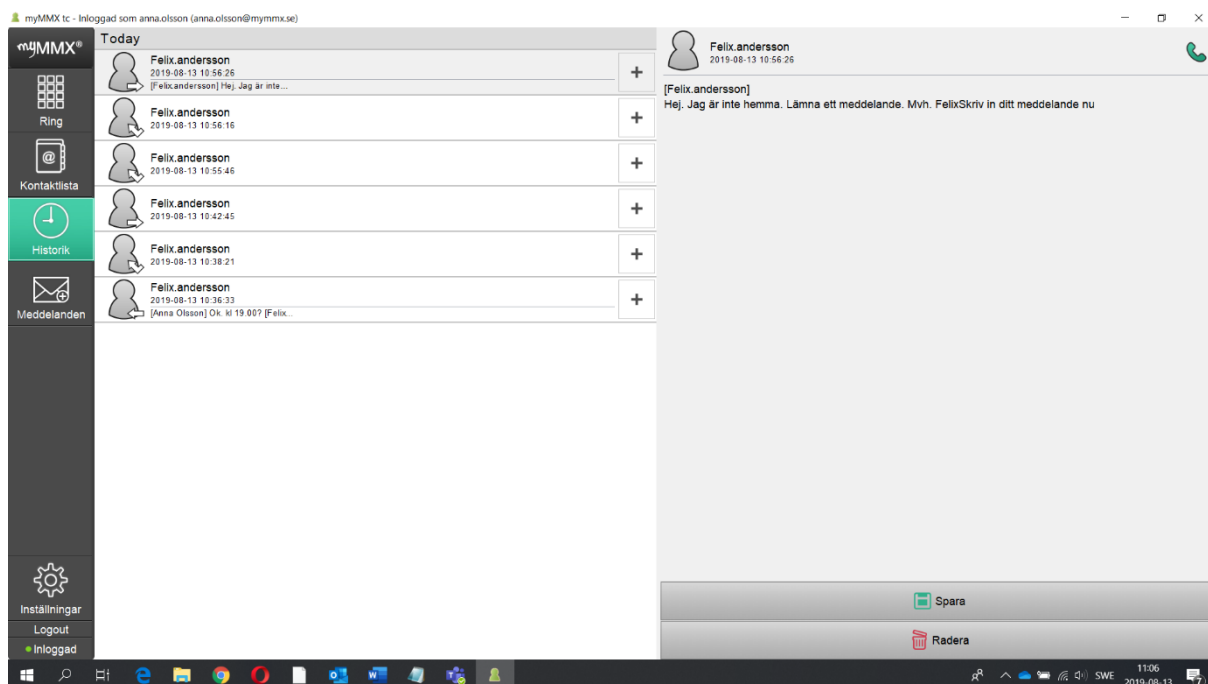 myMMX tc - Inloggad som anna.olsson (anna.olsson@mymmx.se)
myMMX®
Ring
Kontaktlista
Historik
Meddelanden
Inställningar
Logout
Inloggad
Today
Felix.andersson
2019-08-13 10:56:26
[Felix.andersson] Hej. Jag är inte...
Felix.andersson
2019-08-13 10:56:16
Felix.andersson
2019-08-13 10:55:46
Felix.andersson
2019-08-13 10:42:45
Felix.andersson
2019-08-13 10:38:21
Felix.andersson
2019-08-13 10:36:33
[Anna Olsson] Ok. kl 19.00? [Felix...
Felix.andersson
2019-08-13 10:56:26
[Felix.andersson]
Hej. Jag är inte hemma. Lämna ett meddelande. Mvh. FelixSkriv in ditt meddelande nu
Spara
Radera
SWE
11:06
2019-08-13